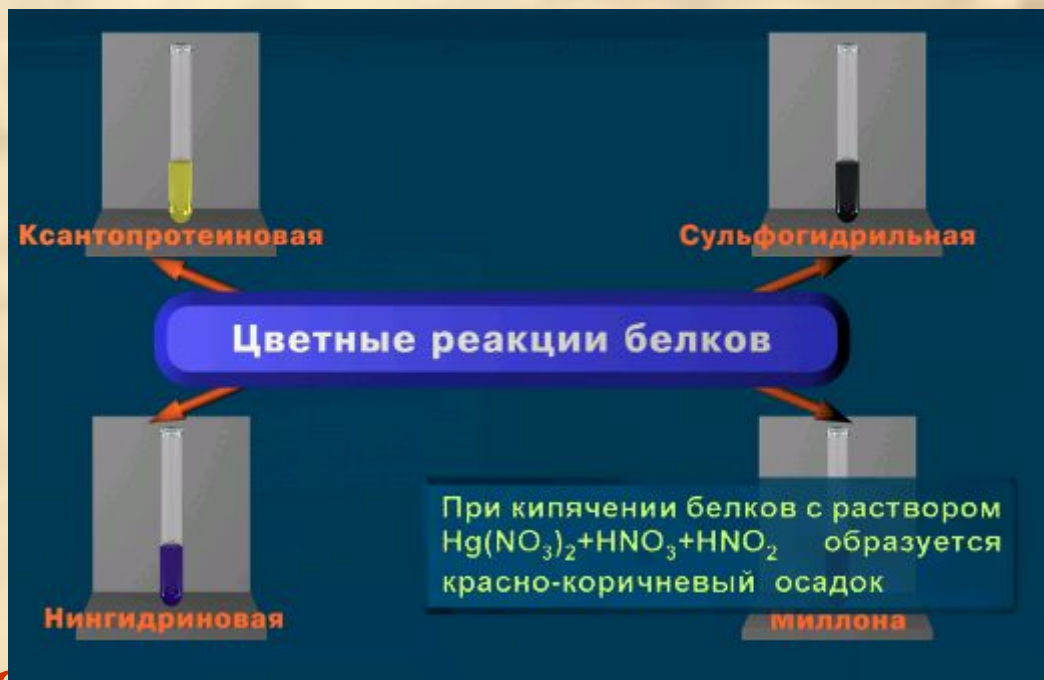 Ксантопротеиновая
Сульфогидрильная
Цветные реакции белков
При кипячении белков с раствором
Hg(NO₃)₂+HNO₃+HNO₂ образуется
красно-коричневый осадок
Нингидриновая
Миллона